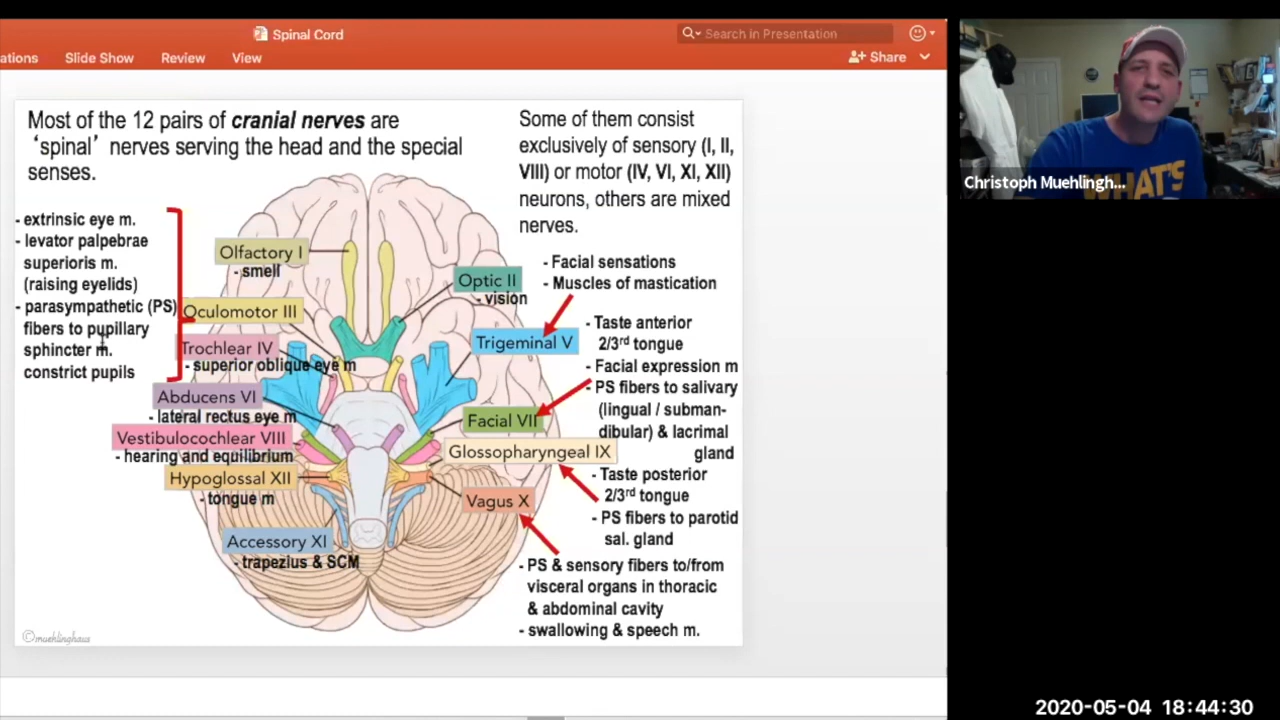 Spinal Cord
Search in Presentation
ations
Slide Show
Review
View
Share
Most of the 12 pairs of cranial nerves are
‘spinal’ nerves serving the head and the special
senses.
Some of them consist
exclusively of sensory (I, II,
VIII) or motor (IV, VI, XI, XII)
neurons, others are mixed
nerves.
- extrinsic eye m.
- levator palpebrae
superioris m.
(raising eyelids)
- parasympathetic (PS)
fibers to pupillary
sphincter m.
constrict pupils
Olfactory I
- smell
Oculomotor III
Trochlear IV
- superior oblique eye m
Abducens VI
- lateral rectus eye m
Vestibulocochlear VIII
- hearing and equilibrium
Hypoglossal XII
- tongue m
Accessory XI
- trapezius & SCM
Optic II
- vision
- Facial sensations
- Muscles of mastication
Trigeminal V
- Taste anterior
2/3rd tongue
- Facial expression m
- PS fibers to salivary
(lingual / subman-
dibular) & lacrimal
gland
Facial VII
Glossopharyngeal IX
- Taste posterior
2/3rd tongue
- PS fibers to parotid
sal. gland
Vagus X
- PS & sensory fibers to/from
visceral organs in thoracic
& abdominal cavity
- swallowing & speech m.
©muehlinghaus
Christoph Muehlingh...
WHAT'S
2020-05-04 18:44:30